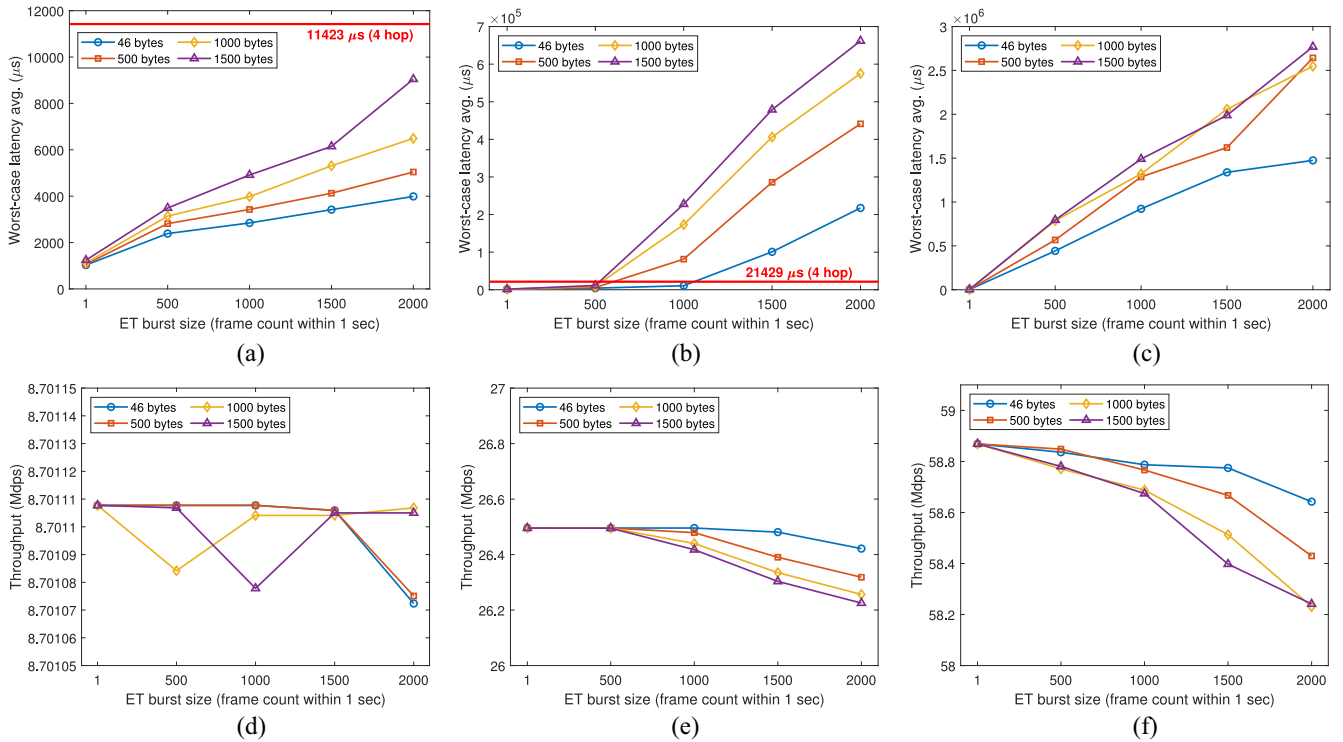 12000
10000
8000
6000
4000
2000
0
Worst-case latency avg. (μs)
11423 μs (4 hop)
46 bytes
500 bytes
1000 bytes
1500 bytes
1 500 1000 1500 2000
ET burst size (frame count within 1 sec)
(a)
×10⁵
7
6
5
4
3
2
1
0
Worst-case latency avg. (μs)
46 bytes
500 bytes
1000 bytes
1500 bytes
21429 μs (4 hop)
1 500 1000 1500 2000
ET burst size (frame count within 1 sec)
(b)
×10⁶
3
2.5
2
1.5
1
0.5
0
Worst-case latency avg. (μs)
46 bytes
500 bytes
1000 bytes
1500 bytes
1 500 1000 1500 2000
ET burst size (frame count within 1 sec)
(c)
8.70115
8.70114
8.70113
8.70112
8.70111
8.7011
8.70109
8.70108
8.70107
8.70106
8.70105
Throughput (Mdps)
46 bytes
500 bytes
1000 bytes
1500 bytes
1 500 1000 1500 2000
ET burst size (frame count within 1 sec)
(d)
27
26.8
26.6
26.4
26.2
26
Throughput (Mdps)
46 bytes
500 bytes
1000 bytes
1500 bytes
1 500 1000 1500 2000
ET burst size (frame count within 1 sec)
(e)
59
58.8
58.6
58.4
58.2
58
Throughput (Mdps)
46 bytes
500 bytes
1000 bytes
1500 bytes
1 500 1000 1500 2000
ET burst size (frame count within 1 sec)
(f)